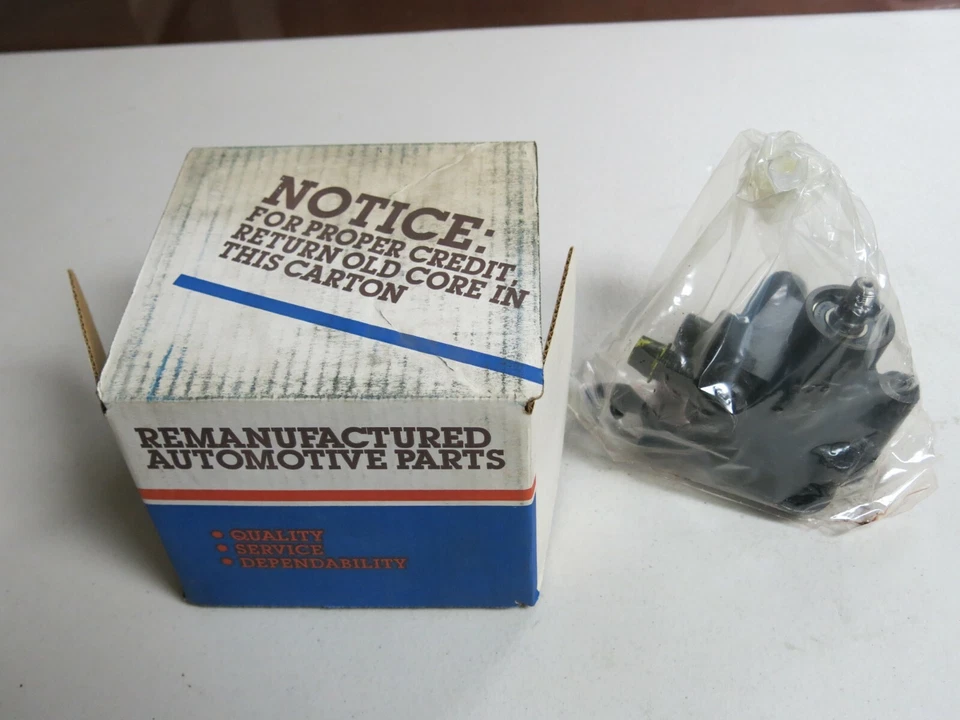 NOTICE:
FOR PROPER CREDIT,
RETURN OLD CORE IN
THIS CARTON
REMANUFACTURED
AUTOMOTIVE PARTS
• QUALITY
• SERVICE
• DEPENDABILITY